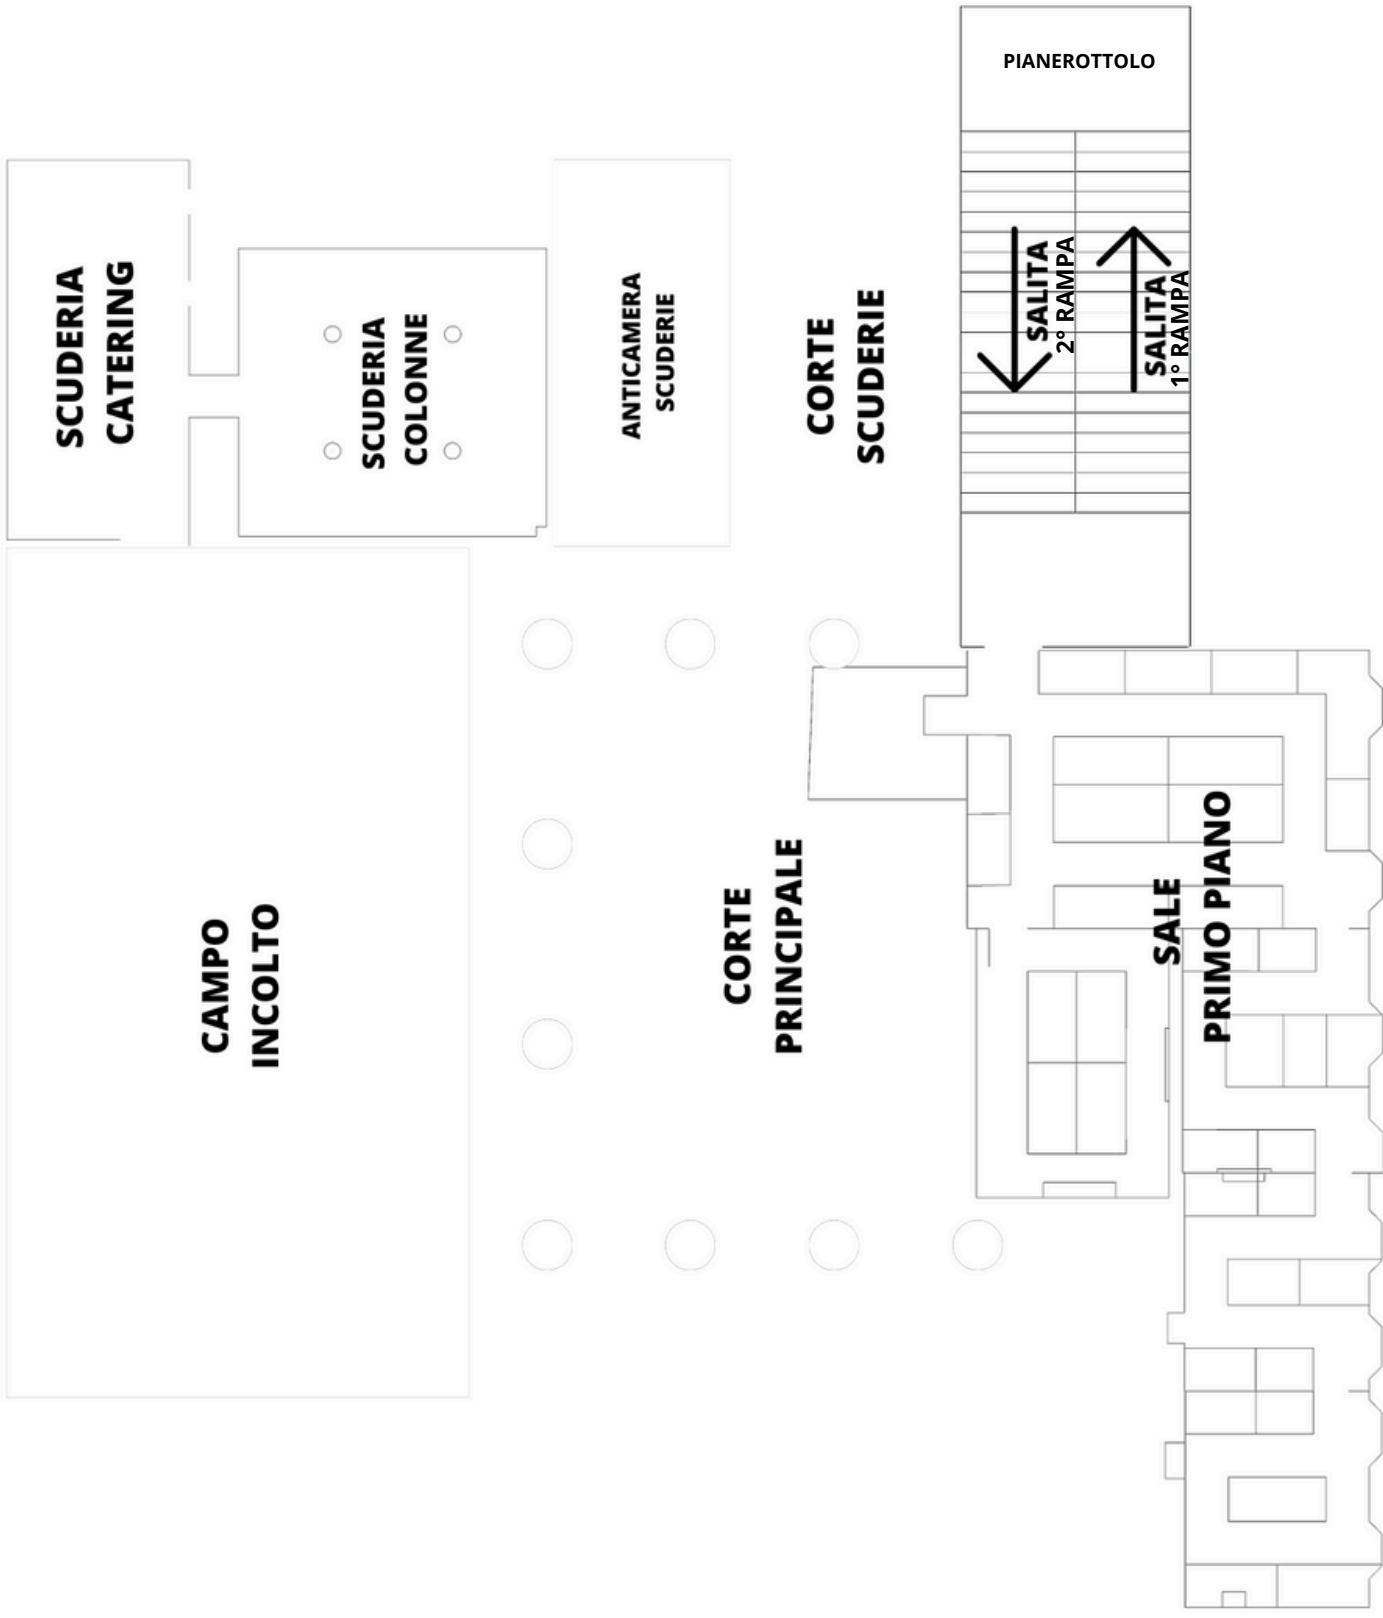 PIANEROTTOLO
SCUDERIA
CATERING
SCUDERIA
COLONNE
ANTICAMERA
SCUDERIE
CORTE
SCUDERIE
SALITA
2° RAMPA
SALITA
1° RAMPA
CAMPO
INCOLTO
CORTE
PRINCIPALE
SALE
PRIMO PIANO